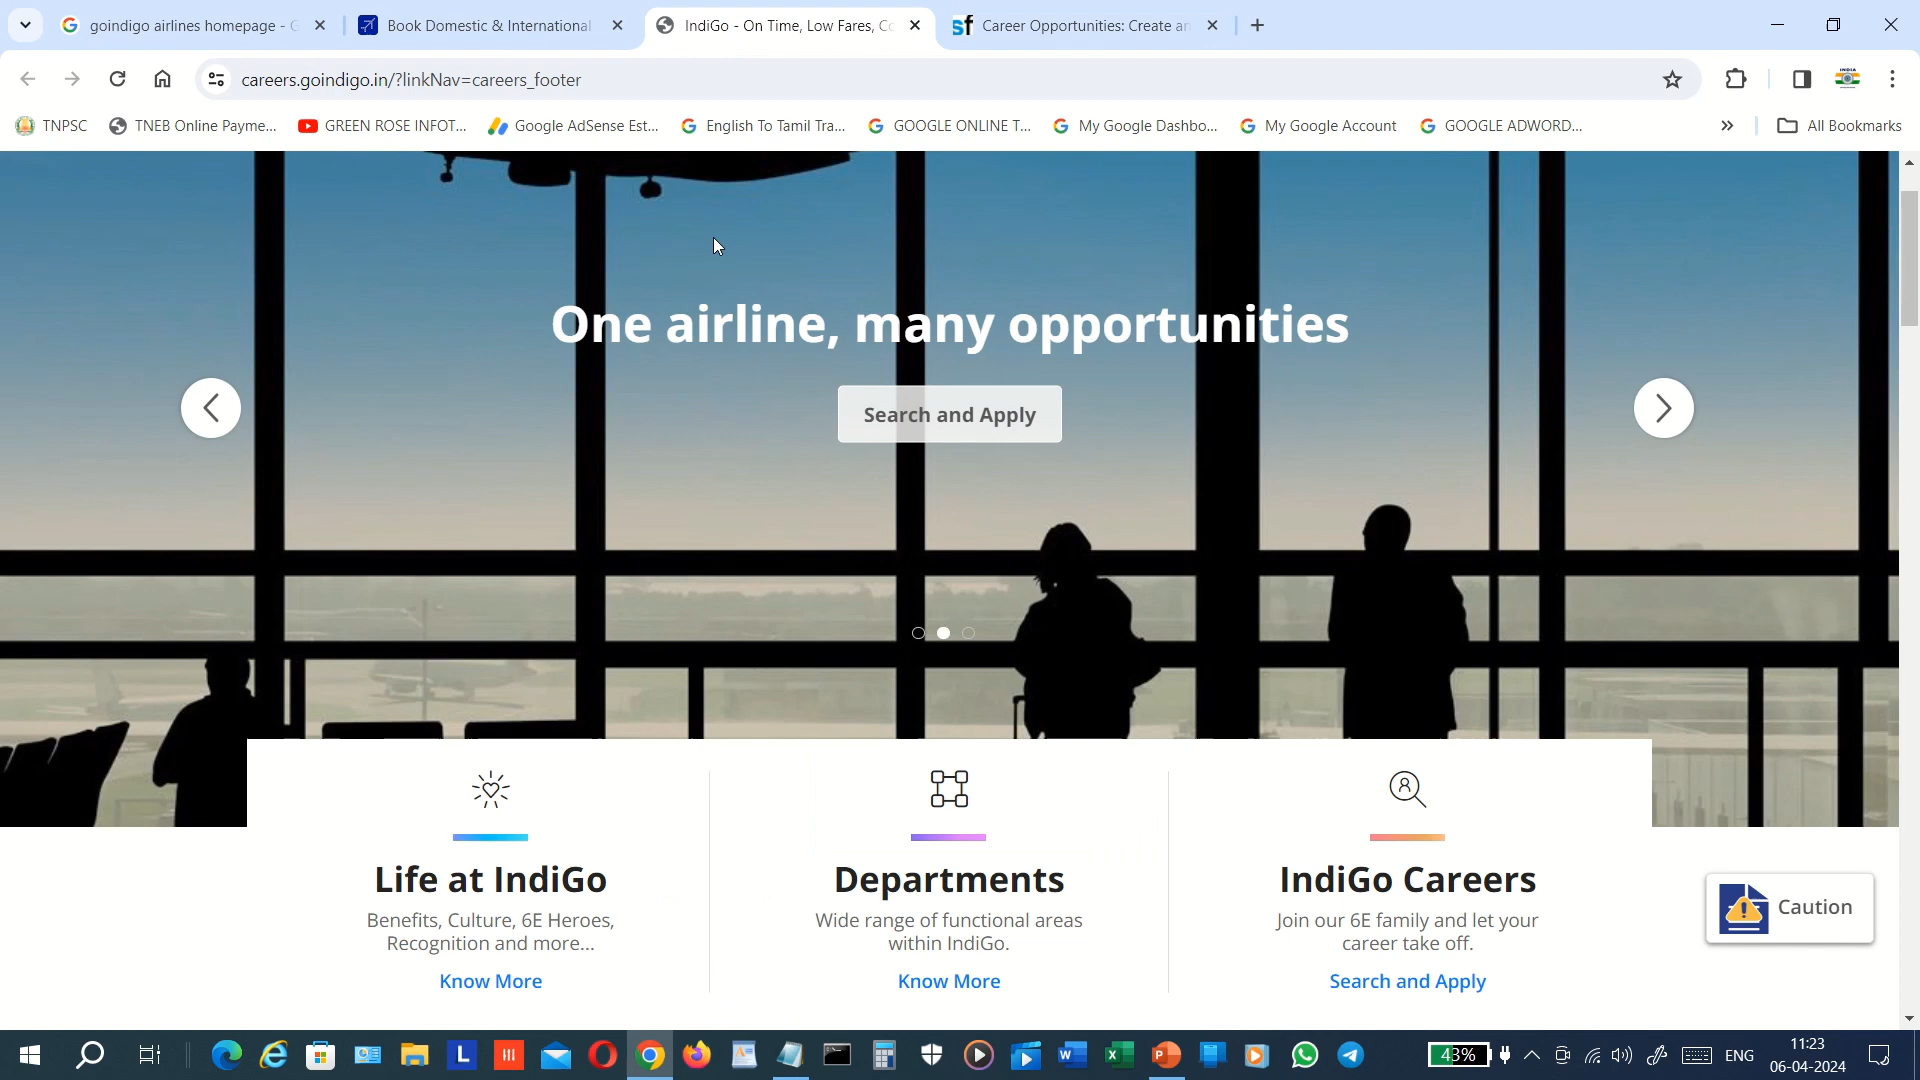 goindigo airlines homepage - G
Book Domestic & International
IndiGo - On Time, Low Fares, Co
Career Opportunities: Create an
careers.goindigo.in/?linkNav=careers_footer
TNPSC
TNEB Online Payme...
GREEN ROSE INFOT...
Google AdSense Est...
English To Tamil Tra...
GOOGLE ONLINE T...
My Google Dashbo...
My Google Account
GOOGLE ADWORD...
All Bookmarks
One airline, many opportunities
Search and Apply
Life at IndiGo
Benefits, Culture, 6E Heroes,
Recognition and more...
Know More
Departments
Wide range of functional areas
within IndiGo.
Know More
IndiGo Careers
Join our 6E family and let your
career take off.
Search and Apply
Caution
43%
ENG
11:23
06-04-2024